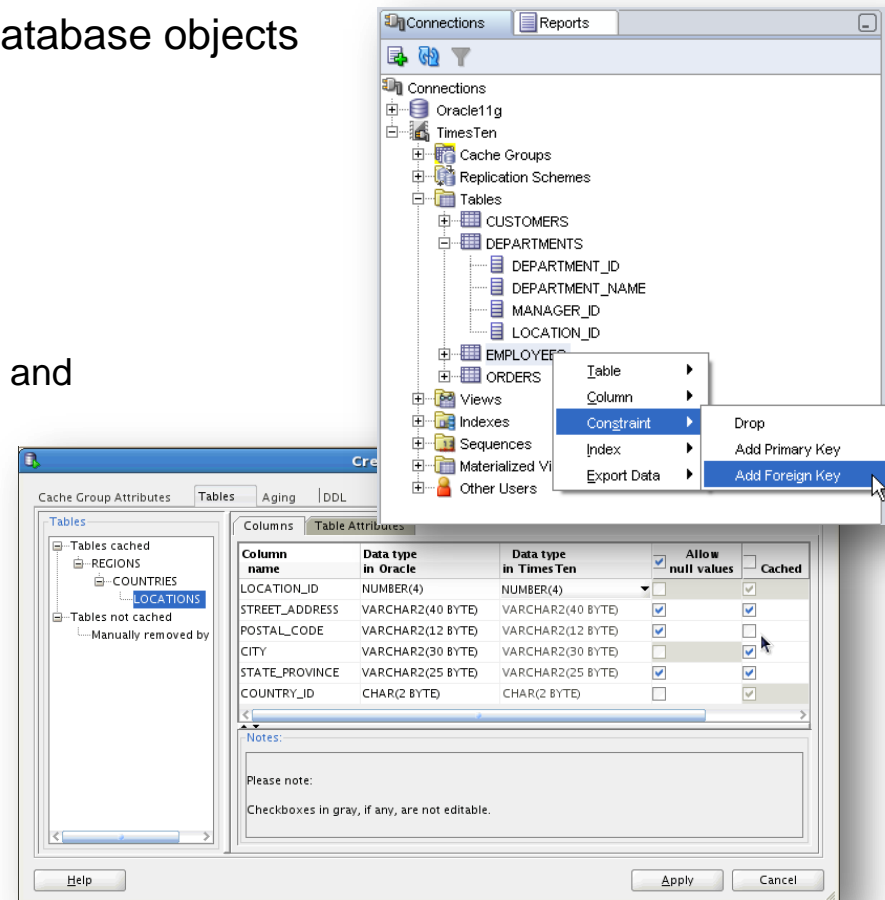 atabase objects
and
Connections Reports
Connections
Oracle11g
TimesTen
Cache Groups
Replication Schemes
Tables
CUSTOMERS
DEPARTMENTS
DEPARTMENT_ID
DEPARTMENT_NAME
MANAGER_ID
LOCATION_ID
EMPLOYEES
ORDERS
Views
Indexes
Sequences
Materialized Vi
Other Users
Table
Column
Constraint
Index
Export Data
Drop
Add Primary Key
Add Foreign Key
Cre
Cache Group Attributes Tables Aging DDL
Tables
Tables cached
REGIONS
COUNTRIES
LOCATIONS
Tables not cached
Manually removed by
Columns Table Attributes
Column name Data type in Oracle Data type in TimesTen Allow null values Cached
LOCATION_ID NUMBER(4) NUMBER(4)
STREET_ADDRESS VARCHAR2(40 BYTE) VARCHAR2(40 BYTE)
POSTAL_CODE VARCHAR2(12 BYTE) VARCHAR2(12 BYTE)
CITY VARCHAR2(30 BYTE) VARCHAR2(30 BYTE)
STATE_PROVINCE VARCHAR2(25 BYTE) VARCHAR2(25 BYTE)
COUNTRY_ID CHAR(2 BYTE) CHAR(2 BYTE)
Notes:
Please note:
Checkboxes in gray, if any, are not editable.
Help Apply Cancel